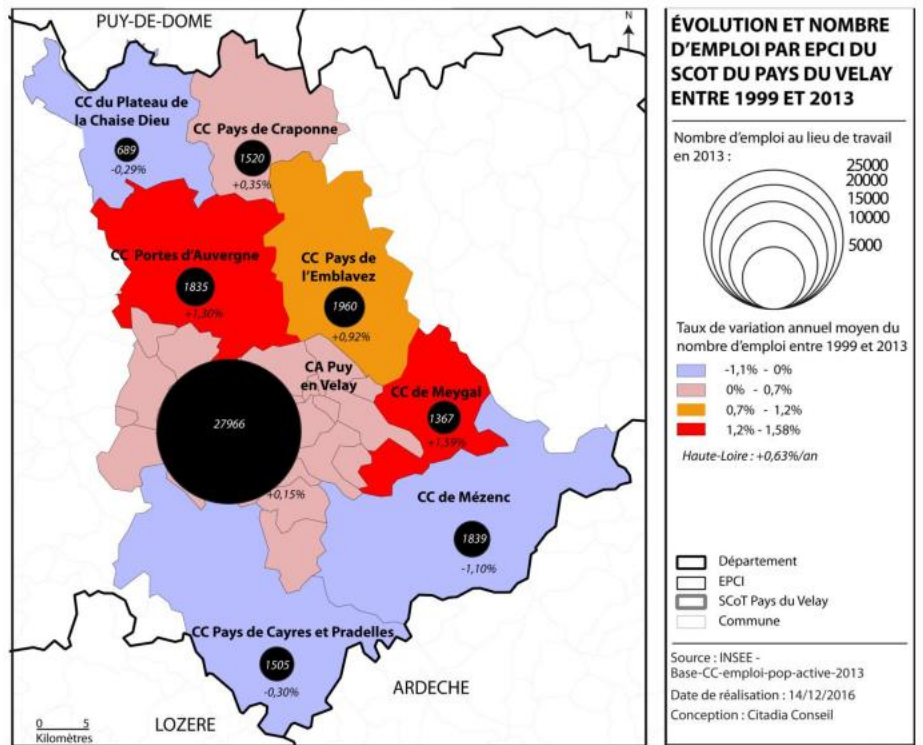 PUY-DE-DOME
CC du Plateau de
la Chaise Dieu
689
-0,29%
CC Pays de Craponne
1520
+0,35%
CC Portes d'Auvergne
1835
+1,30%
CC Pays de
l'Emblavez
1960
+0,92%
CA Puy
en Velay
27966
+0,15%
CC de Meygal
1367
+1,59%
CC de Mézenc
1839
-1,10%
CC Pays de Cayres et Pradelles
1505
-0,30%
ARDECHE
LOZERE
0 5
Kilomètres
N
ÉVOLUTION ET NOMBRE
D'EMPLOI PAR EPCI DU
SCOT DU PAYS DU VELAY
ENTRE 1999 ET 2013
Nombre d'emploi au lieu de travail
en 2013 :
25000
20000
15000
10000
5000
Taux de variation annuel moyen du
nombre d'emploi entre 1999 et 2013
-1,1% - 0%
0% - 0,7%
0,7% - 1,2%
1,2% - 1,58%
Haute-Loire : +0,63%/an
Département
EPCI
SCoT Pays du Velay
Commune
Source : INSEE -
Base-CC-emploi-pop-active-2013
Date de réalisation : 14/12/2016
Conception : Citadia Conseil